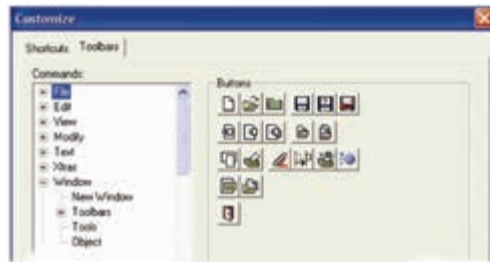 Customize
Shortcuts Toolbars
Commands:
Buttons
File
Edit
View
Modify
Text
Xtras
Window
New Window
Toolbars
Tools
Object